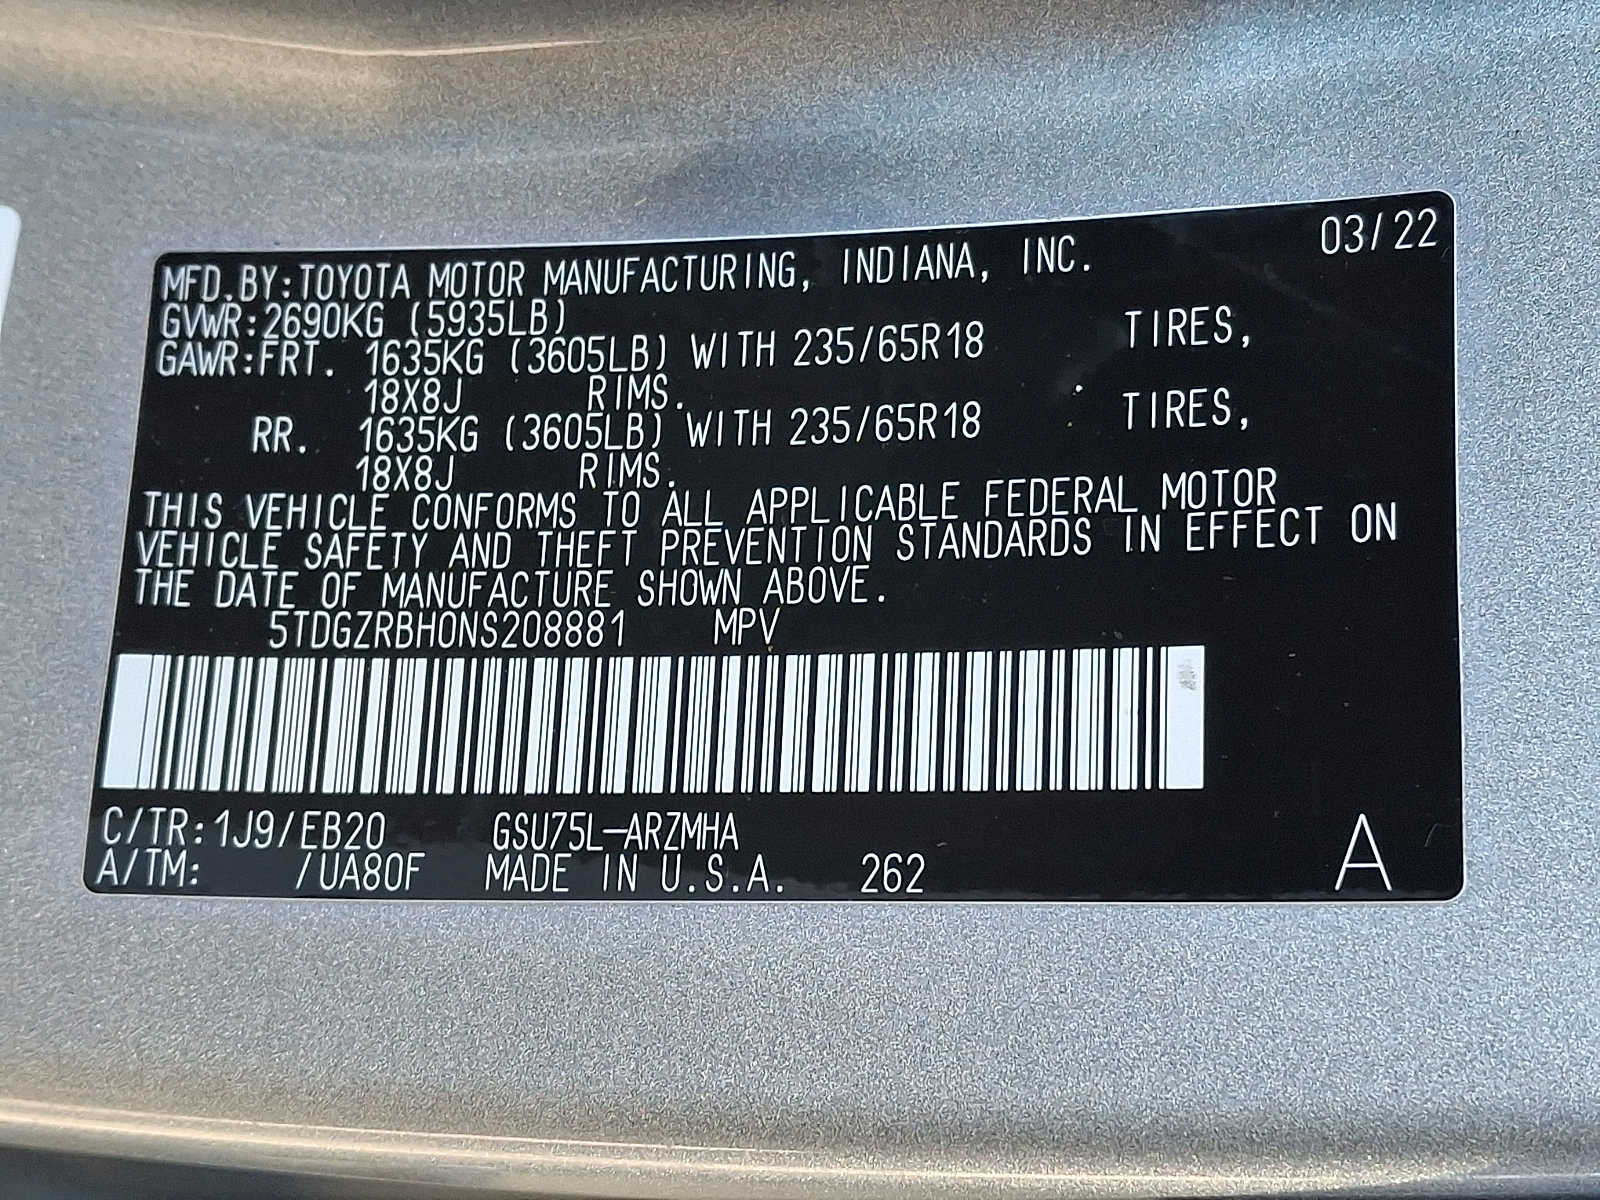 03/22
MFD.BY:TOYOTA MOTOR MANUFACTURING, INDIANA, INC.
GVWR:2690KG (5935LB)
GAWR:FRT. 1635KG (3605LB) WITH 235/65R18 TIRES,
18X8J RIMS.
RR. 1635KG (3605LB) WITH 235/65R18 TIRES,
18X8J RIMS.
THIS VEHICLE CONFORMS TO ALL APPLICABLE FEDERAL MOTOR
VEHICLE SAFETY AND THEFT PREVENTION STANDARDS IN EFFECT ON
THE DATE OF MANUFACTURE SHOWN ABOVE.
5TDGZRBH0NS208881 MPV
C/TR:1J9/EB20 GSU75L-ARZMHA
A/TM: /UA80F MADE IN U.S.A. 262 A